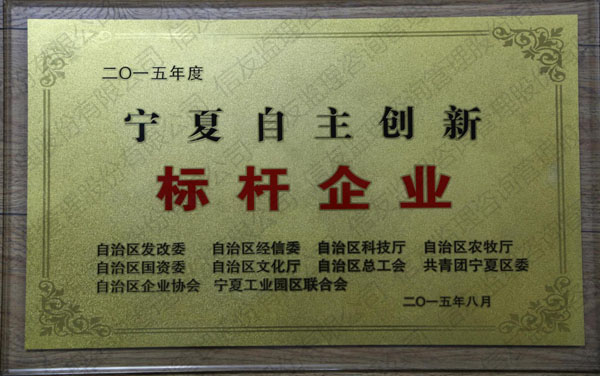 二〇一五年度
宁夏自主创新
标杆企业
自治区发改委 自治区经信委 自治区科技厅 自治区农牧厅
自治区国资委 自治区文化厅 自治区总工会 共青团宁夏区委
自治区企业协会 宁夏工业园区联合会
二〇一五年八月